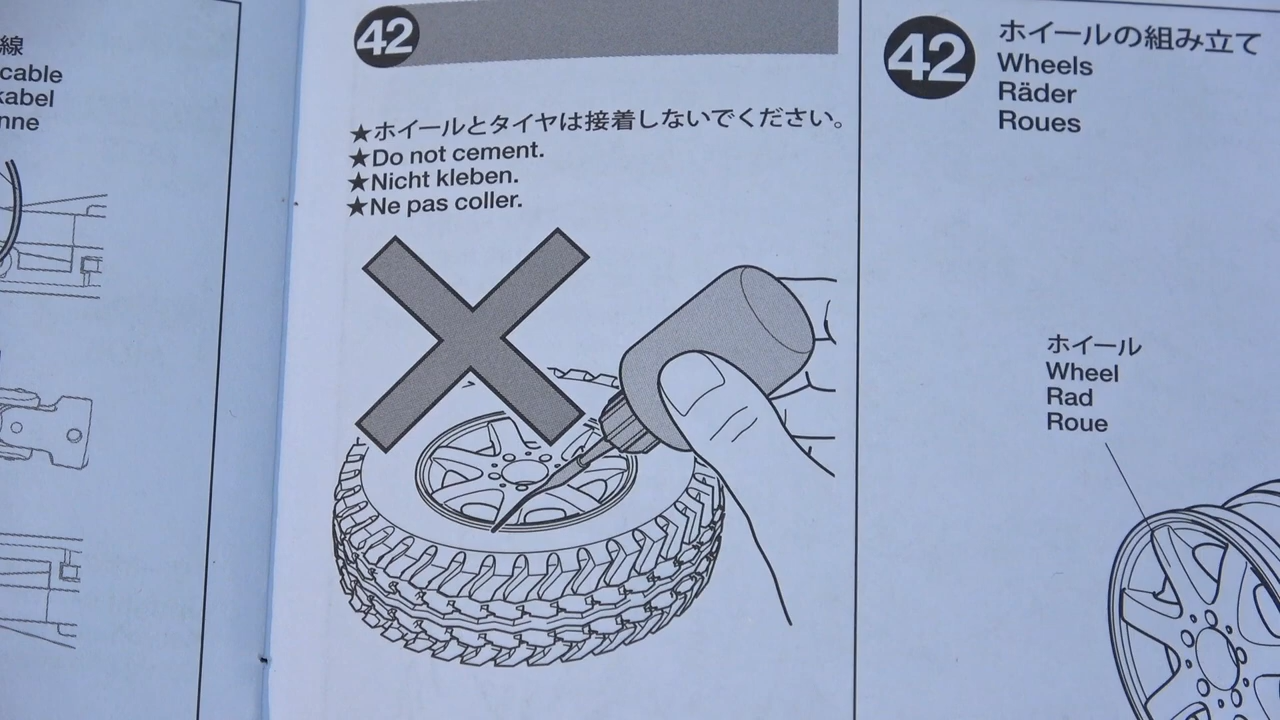 線
cable
kabel
nne
42
★ホイールとタイヤは接着しないでください。
★Do not cement.
★Nicht kleben.
★Ne pas coller.
42
ホイールの組み立て
Wheels
Räder
Roues
ホイール
Wheel
Rad
Roue